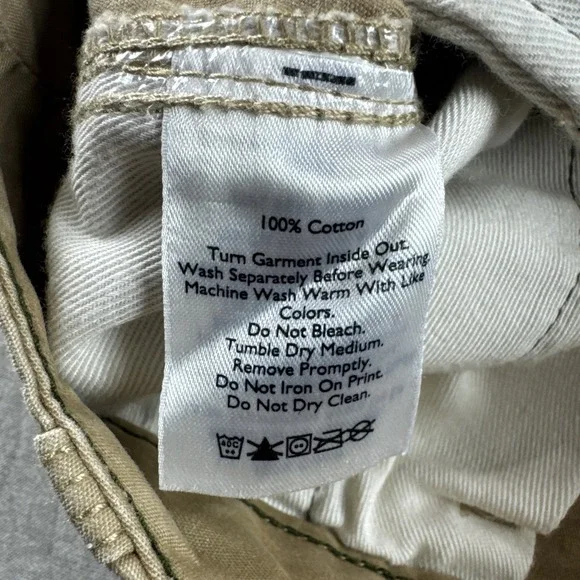 100% Cotton
Turn Garment Inside Out.
Wash Separately Before Wearing.
Machine Wash Warm With Like
Colors.
Do Not Bleach.
Tumble Dry Medium.
Remove Promptly.
Do Not Iron On Print.
Do Not Dry Clean.
40C